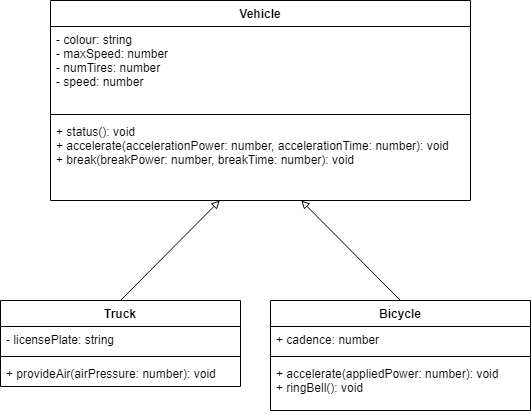 Vehicle
- colour: string
- maxSpeed: number
- numTires: number
- speed: number
+ status(): void
+ accelerate(accelerationPower: number, accelerationTime: number): void
+ break(breakPower: number, breakTime: number): void
Truck
- licensePlate: string
+ provideAir(airPressure: number): void
Bicycle
+ cadence: number
+ accelerate(appliedPower: number): void
+ ringBell(): void